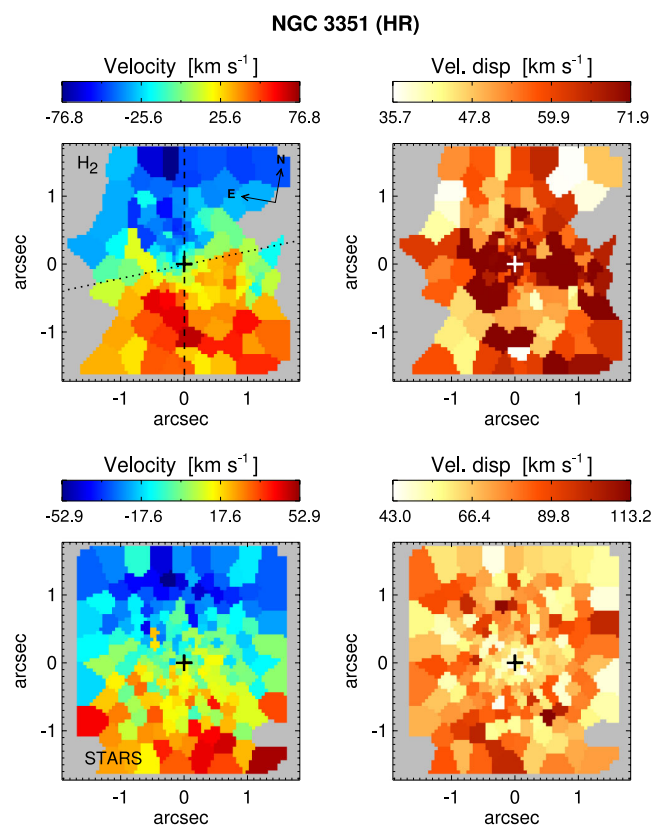 NGC 3351 (HR)
Velocity [km s⁻¹] Vel. disp [km s⁻¹]
-76.8 -25.6 25.6 76.8 35.7 47.8 59.9 71.9
H₂ N E
1 0 -1 arcsec
1 0 -1 arcsec
-1 0 1 -1 0 1
arcsec arcsec
Velocity [km s⁻¹] Vel. disp [km s⁻¹]
-52.9 -17.6 17.6 52.9 43.0 66.4 89.8 113.2
1 0 -1 arcsec
1 0 -1 arcsec
STARS
-1 0 1 -1 0 1
arcsec arcsec